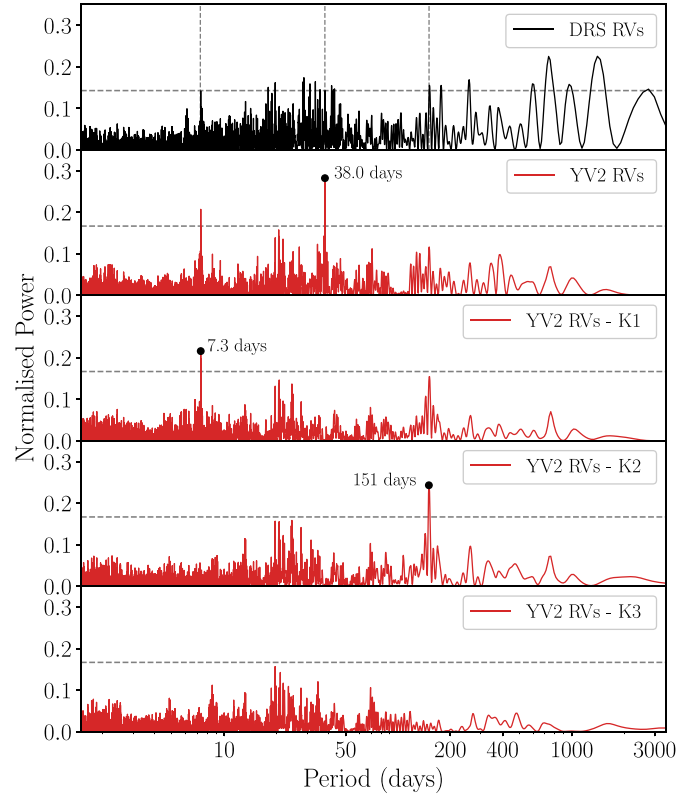 DRS RVs
0.3
0.2
0.1
0.0
YV2 RVs
38.0 days
0.3
0.2
0.1
0.0
YV2 RVs - K1
7.3 days
0.3
0.2
0.1
0.0
YV2 RVs - K2
151 days
0.3
0.2
0.1
0.0
YV2 RVs - K3
0.3
0.2
0.1
0.0
Normalised Power
10 50 200 400 1000 3000
Period (days)